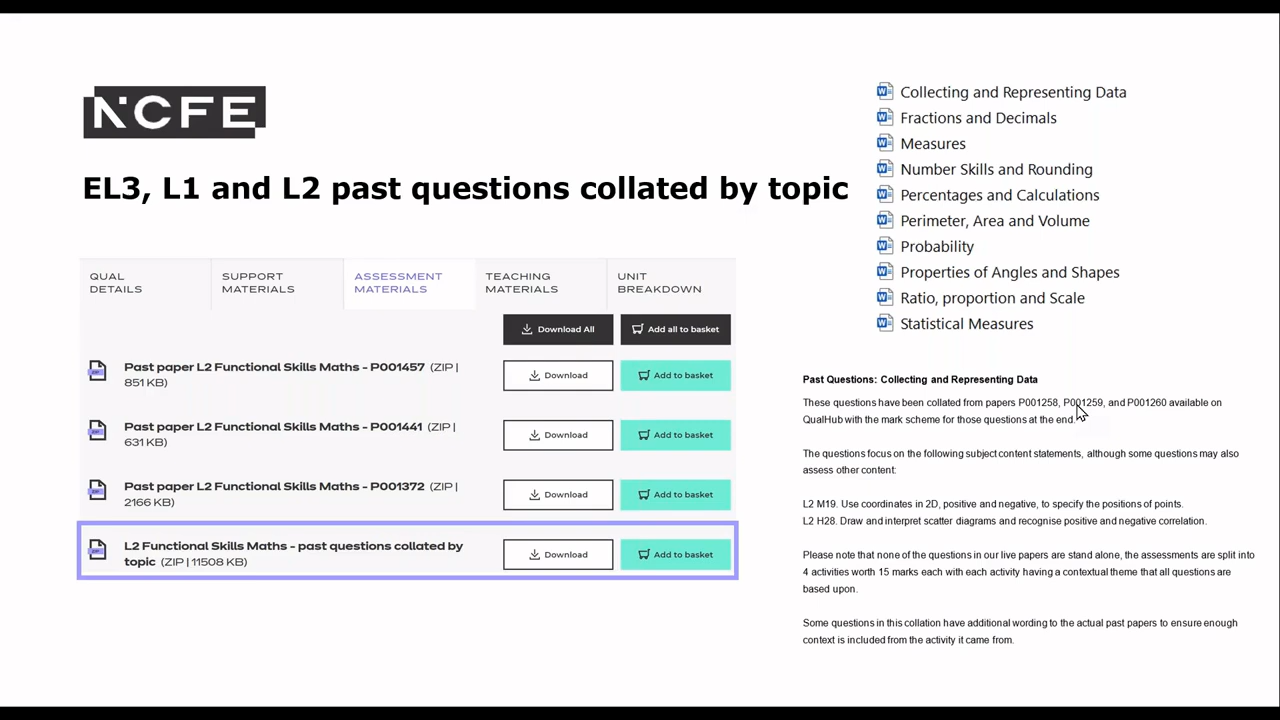 NCFE
EL3, L1 and L2 past questions collated by topic
QUAL
DETAILS
SUPPORT
MATERIALS
ASSESSMENT
MATERIALS
TEACHING
MATERIALS
UNIT
BREAKDOWN
Download All
Add all to basket
Past paper L2 Functional Skills Maths - P001457 (ZIP |
851 KB)
Download
Add to basket
Past paper L2 Functional Skills Maths - P001441 (ZIP |
631 KB)
Download
Add to basket
Past paper L2 Functional Skills Maths - P001372 (ZIP |
2166 KB)
Download
Add to basket
L2 Functional Skills Maths - past questions collated by
topic (ZIP | 11508 KB)
Download
Add to basket
Collecting and Representing Data
Fractions and Decimals
Measures
Number Skills and Rounding
Percentages and Calculations
Perimeter, Area and Volume
Probability
Properties of Angles and Shapes
Ratio, proportion and Scale
Statistical Measures
Past Questions: Collecting and Representing Data
These questions have been collated from papers P001258, P001259, and P001260 available on
QualHub with the mark scheme for those questions at the end.
The questions focus on the following subject content statements, although some questions may also
assess other content:
L2 M19. Use coordinates in 2D, positive and negative, to specify the positions of points.
L2 H28. Draw and interpret scatter diagrams and recognise positive and negative correlation.
Please note that none of the questions in our live papers are stand alone, the assessments are split into
4 activities worth 15 marks each with each activity having a contextual theme that all questions are
based upon.
Some questions in this collation have additional wording to the actual past papers to ensure enough
context is included from the activity it came from.